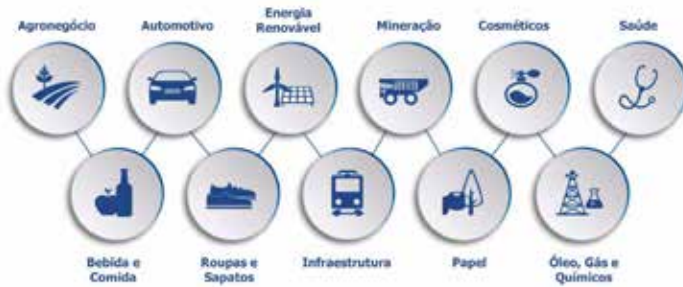 Agronegócio
Automotivo
Energia
Renovável
Mineração
Cosméticos
Saúde
Bebida e
Comida
Roupas e
Sapatos
Infraestrutura
Papel
Óleo, Gás e
Químicos